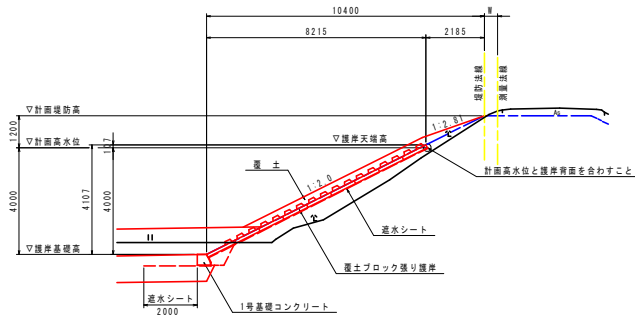 10400
W
8215
2185
堤防法線
測量法線
▽計画堤防高
1:2.81
1200
▽計画高水位
107
▽護岸天端高
計画高水位と護岸背面を合わすこと
覆 土
1:2.0
4000
4107
4000
遮水シート
▽護岸基礎高
覆土ブロック張り護岸
遮水シート
1号基礎コンクリート
2000